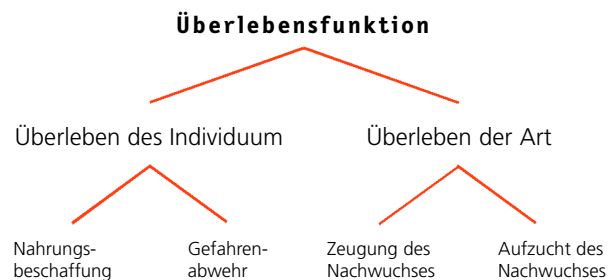 Überlebensfunktion
Überleben des Individuum
Überleben der Art
Nahrungs-
beschaffung
Gefahren-
abwehr
Zeugung des
Nachwuchses
Aufzucht des
Nachwuchses